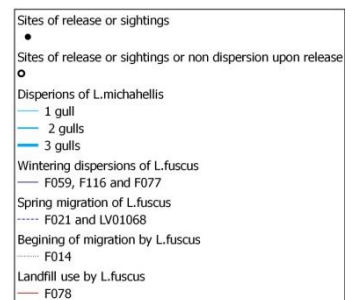 Sites of release or sightings
Sites of release or sightings or non dispersion upon release
Disperions of L.michahellis
1 gull
2 gulls
3 gulls
Wintering dispersions of L.fuscus
F059, F116 and F077
Spring migration of L.fuscus
F021 and LV01068
Begining of migration by L.fuscus
F014
Landfill use by L.fuscus
F078